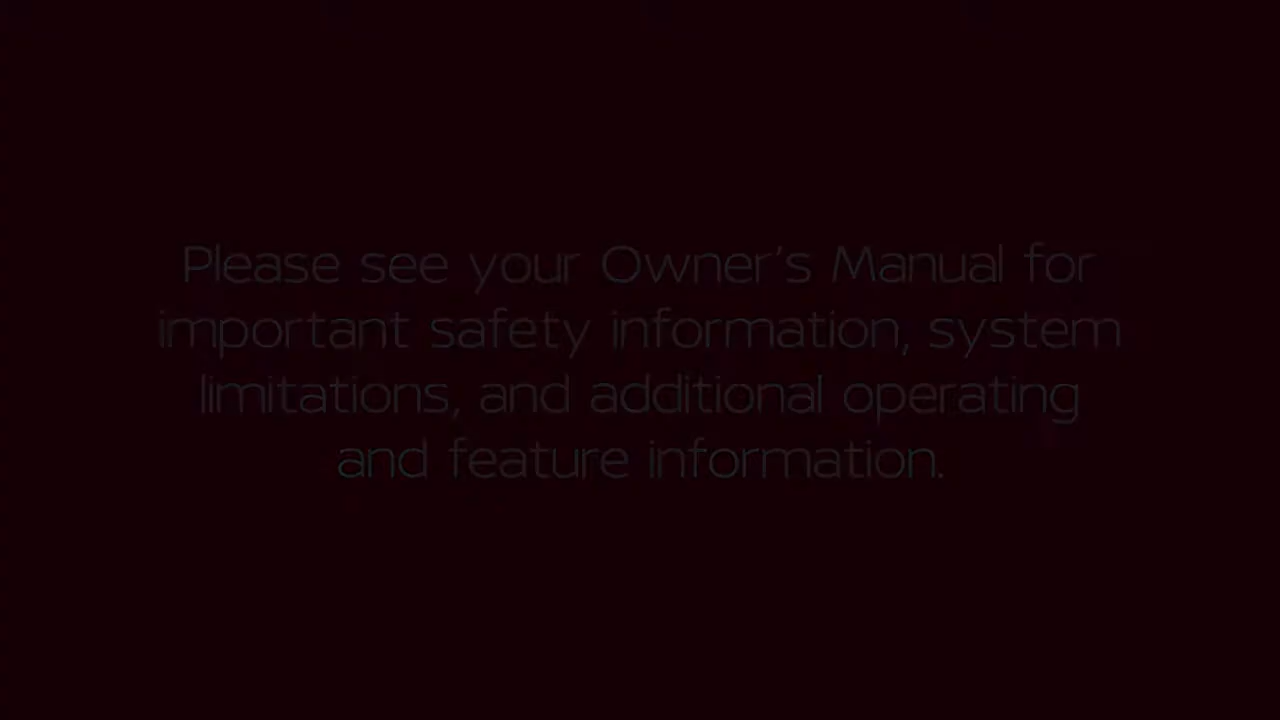 Please see your Owner’s Manual for
important safety information, system
limitations, and additional operating
and feature information.